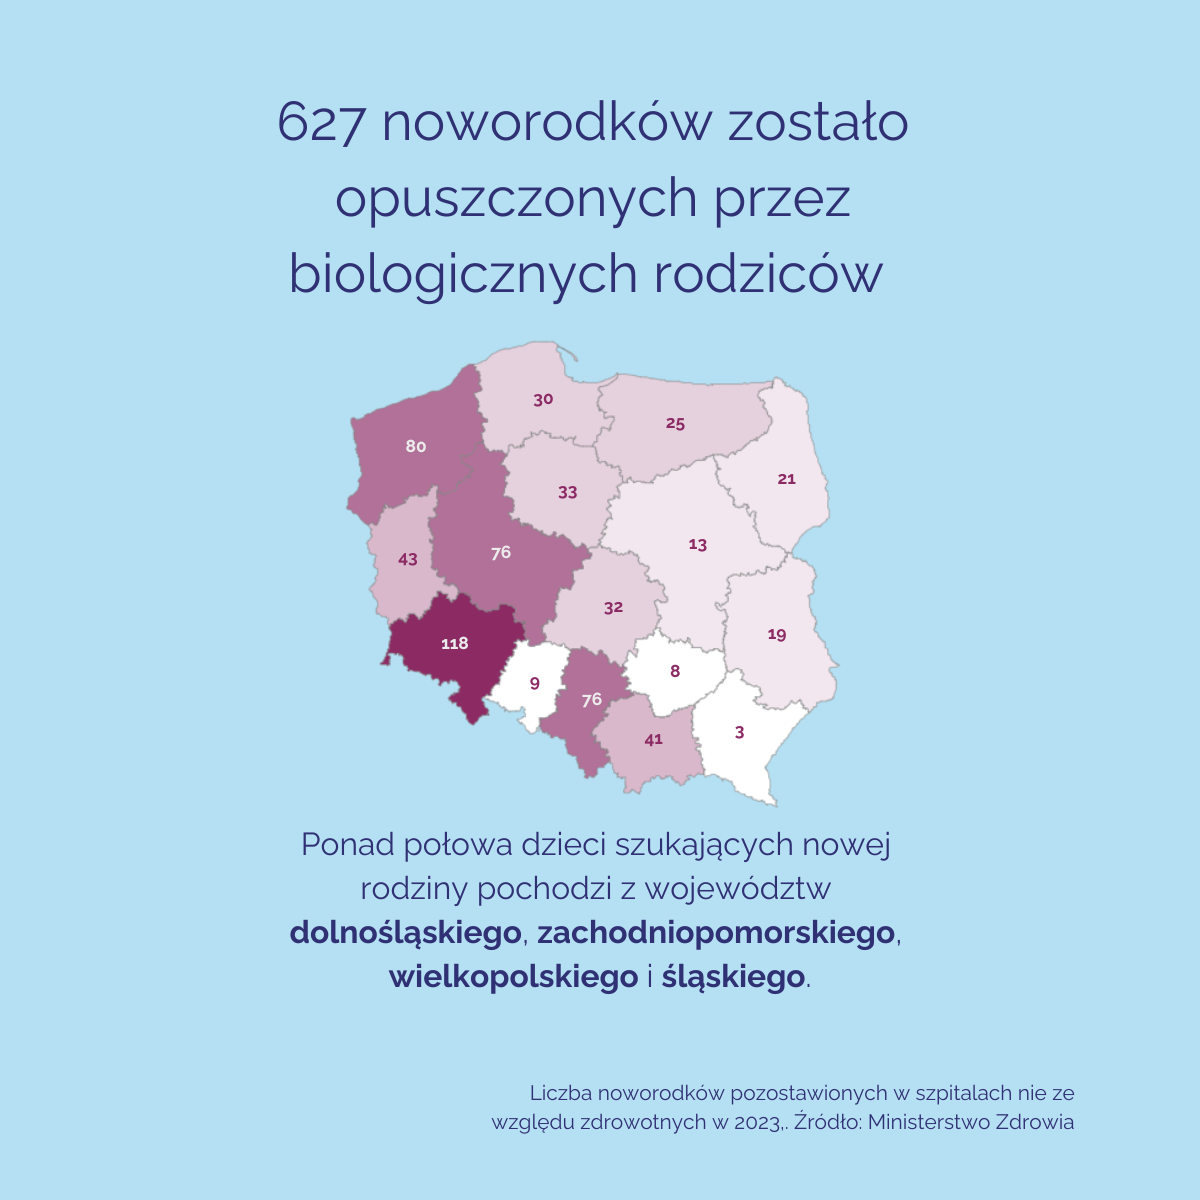 627 noworodków zostało
opuszczonych przez
biologicznych rodziców
30
25
80
21
33
13
76
43
32
19
118
8
9
76
3
41
Ponad połowa dzieci szukających nowej
rodziny pochodzi z województw
dolnośląskiego, zachodniopomorskiego,
wielkopolskiego i śląskiego.
Liczba noworodków pozostawionych w szpitalach nie ze
względu zdrowotnych w 2023,. Źródło: Ministerstwo Zdrowia